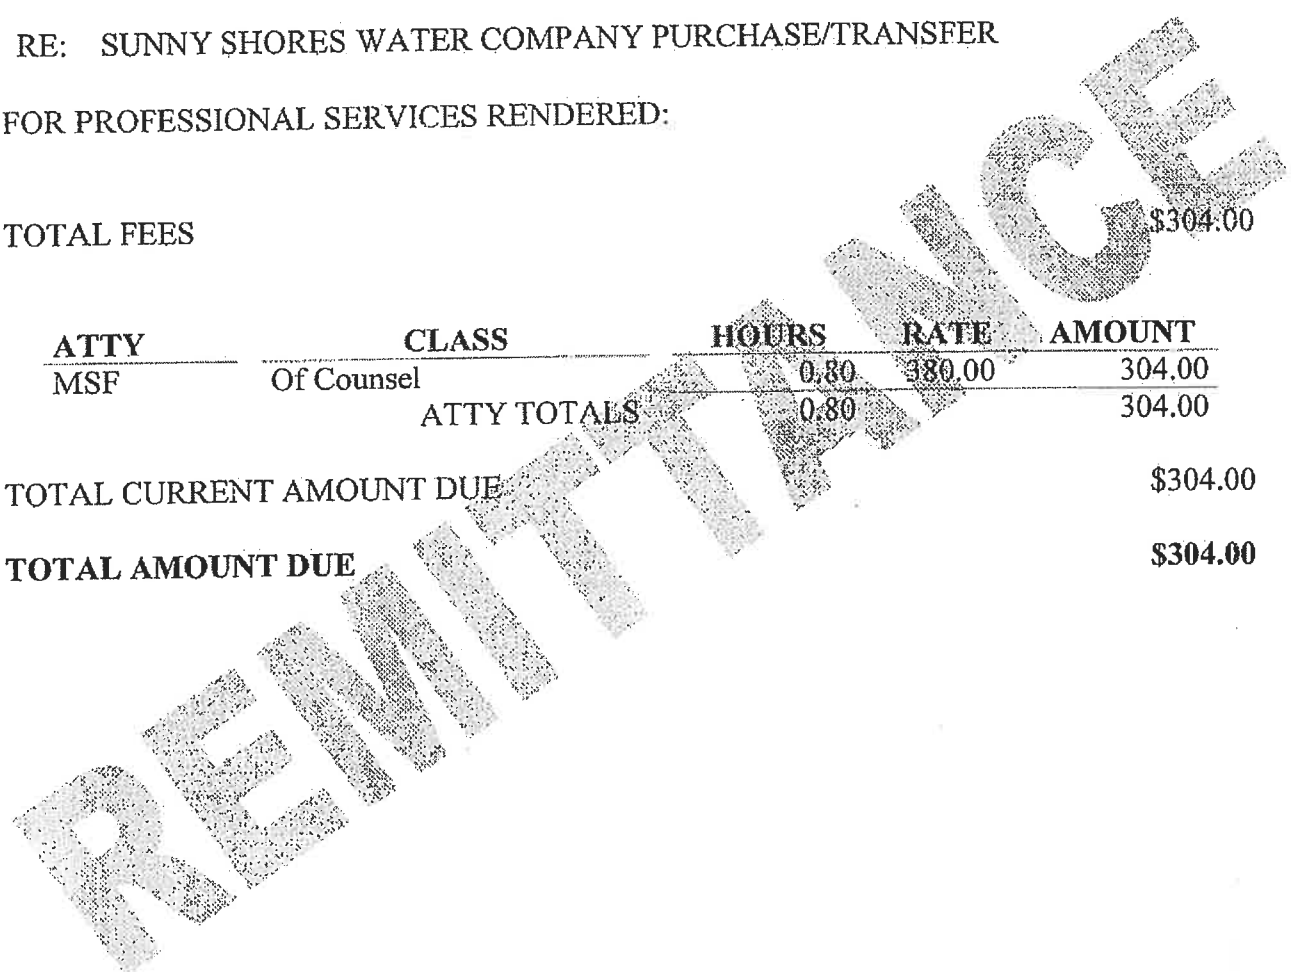 RE: SUNNY SHORES WATER COMPANY PURCHASE/TRANSFER
FOR PROFESSIONAL SERVICES RENDERED:
TOTAL FEES $304.00
ATTY CLASS HOURS RATE AMOUNT
MSF Of Counsel 0.80 380.00 304.00
ATTY TOTALS 0.80 304.00
TOTAL CURRENT AMOUNT DUE $304.00
TOTAL AMOUNT DUE $304.00
REMITTANCE